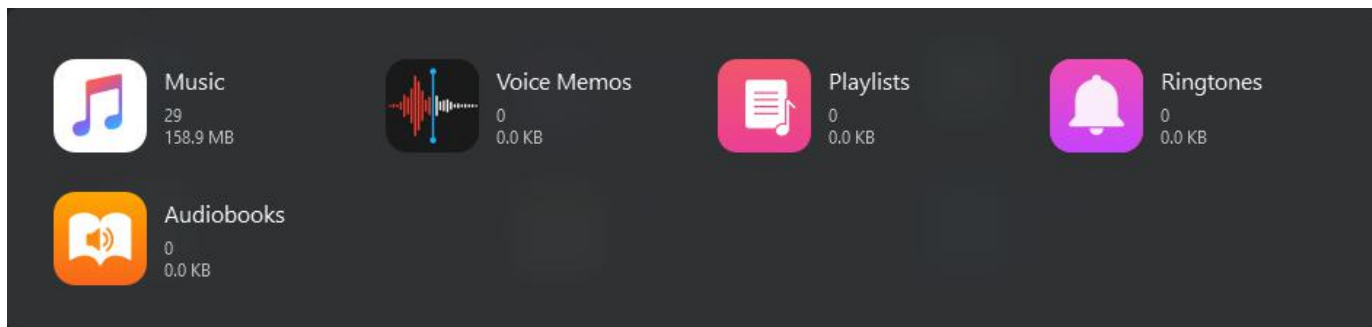 Music
29
158.9 MB
Voice Memos
0
0.0 KB
Playlists
0
0.0 KB
Ringtones
0
0.0 KB
Audiobooks
0
0.0 KB